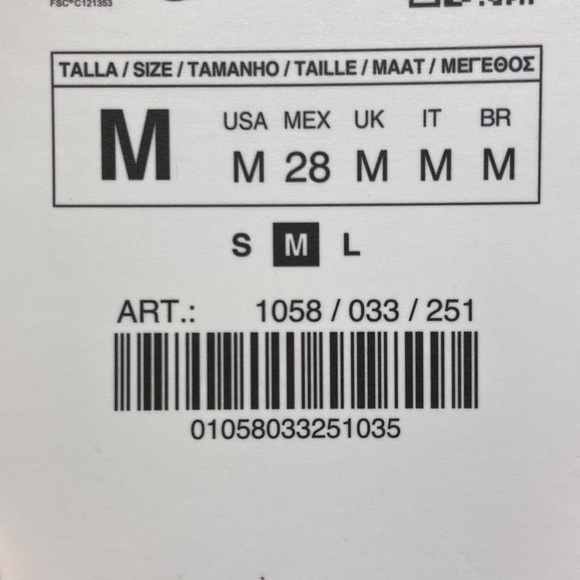 FSC® C121353
TALLA / SIZE / TAMANHO / TAILLE / MAAT / ΜΕΓΕΘΟΣ
USA MEX UK IT BR
M M 28 M M M
S M L
ART.: 1058 / 033 / 251
01058033251035